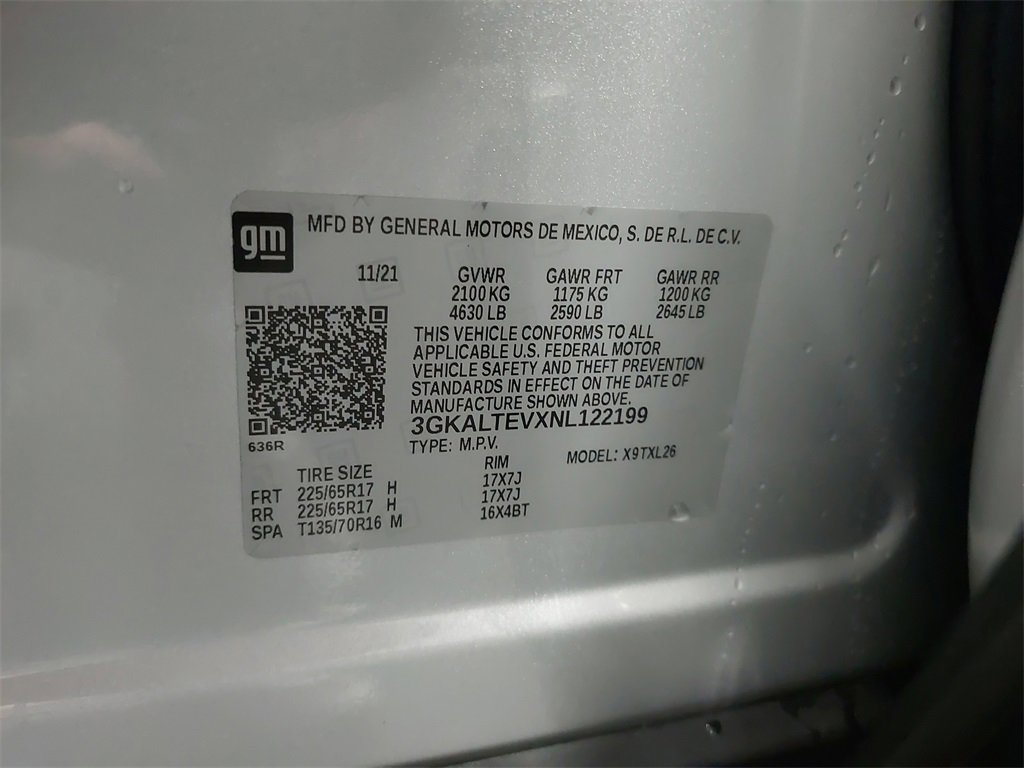 gm
MFD BY GENERAL MOTORS DE MEXICO, S. DE R.L. DE C.V.
11/21 GVWR GAWR FRT GAWR RR
2100 KG 1175 KG 1200 KG
4630 LB 2590 LB 2645 LB
THIS VEHICLE CONFORMS TO ALL
APPLICABLE U.S. FEDERAL MOTOR
VEHICLE SAFETY AND THEFT PREVENTION
STANDARDS IN EFFECT ON THE DATE OF
MANUFACTURE SHOWN ABOVE.
3GKALTEVXNL122199
636R
TYPE: M.P.V. MODEL: X9TXL26
TIRE SIZE RIM
FRT 225/65R17 H 17X7J
RR 225/65R17 H 17X7J
SPA T135/70R16 M 16X4BT